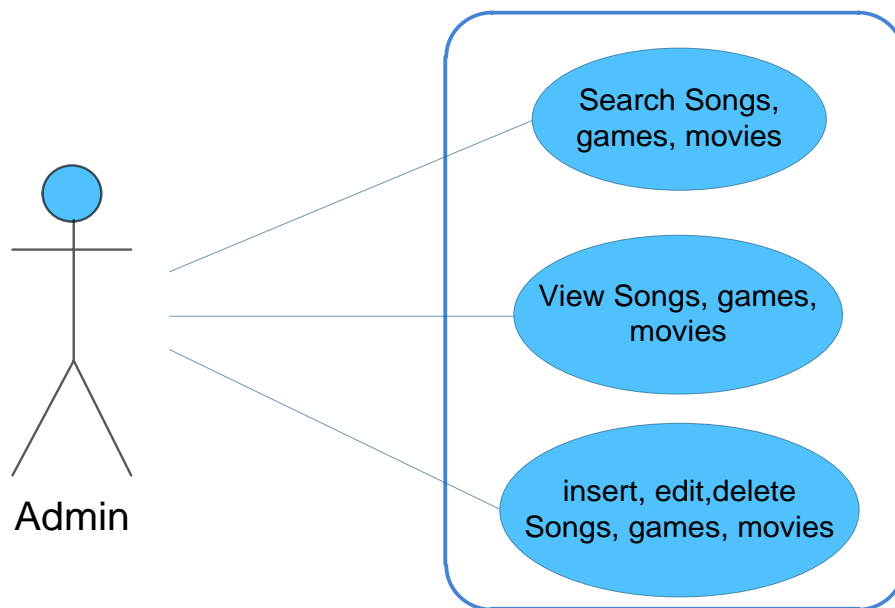 Search Songs,
games, movies
View Songs, games,
movies
insert, edit,delete
Songs, games, movies
Admin